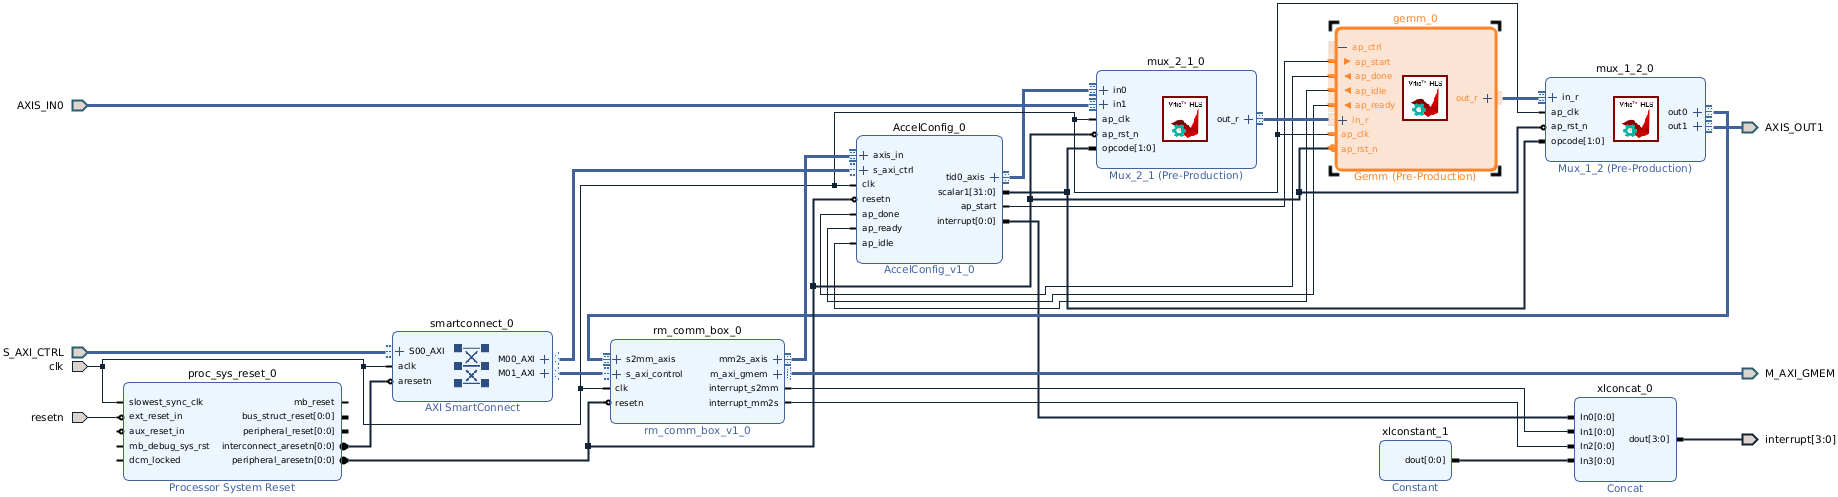 gemm_0
ap_ctrl
ap_start
ap_done
ap_idle
ap_ready
in_r
ap_clk
ap_rst_n
out_r
Vivado™ HLS
Gemm (Pre-Production)
mux_2_1_0
in0
in1
ap_clk
ap_rst_n
opcode[1:0]
out_r
Vivado™ HLS
Mux_2_1 (Pre-Production)
mux_1_2_0
in_r
ap_clk
ap_rst_n
opcode[1:0]
out0
out1
Vivado™ HLS
Mux_1_2 (Pre-Production)
AXIS_IN0
AXIS_OUT1
AccelConfig_0
axis_in
s_axi_ctrl
clk
resetn
ap_done
ap_ready
ap_idle
tid0_axis
scalar1[31:0]
ap_start
interrupt[0:0]
AccelConfig_v1_0
S_AXI_CTRL
clk
resetn
smartconnect_0
S00_AXI
aclk
aresetn
M00_AXI
M01_AXI
AXI SmartConnect
rm_comm_box_0
s2mm_axis
s_axi_control
clk
resetn
mm2s_axis
m_axi_gmem
interrupt_s2mm
interrupt_mm2s
rm_comm_box_v1_0
M_AXI_GMEM
proc_sys_reset_0
slowest_sync_clk
ext_reset_in
aux_reset_in
mb_debug_sys_rst
dcm_locked
mb_reset
bus_struct_reset[0:0]
peripheral_reset[0:0]
interconnect_aresetn[0:0]
peripheral_aresetn[0:0]
Processor System Reset
xlconstant_1
dout[0:0]
Constant
xlconcat_0
In0[0:0]
In1[0:0]
In2[0:0]
In3[0:0]
dout[3:0]
Concat
interrupt[3:0]